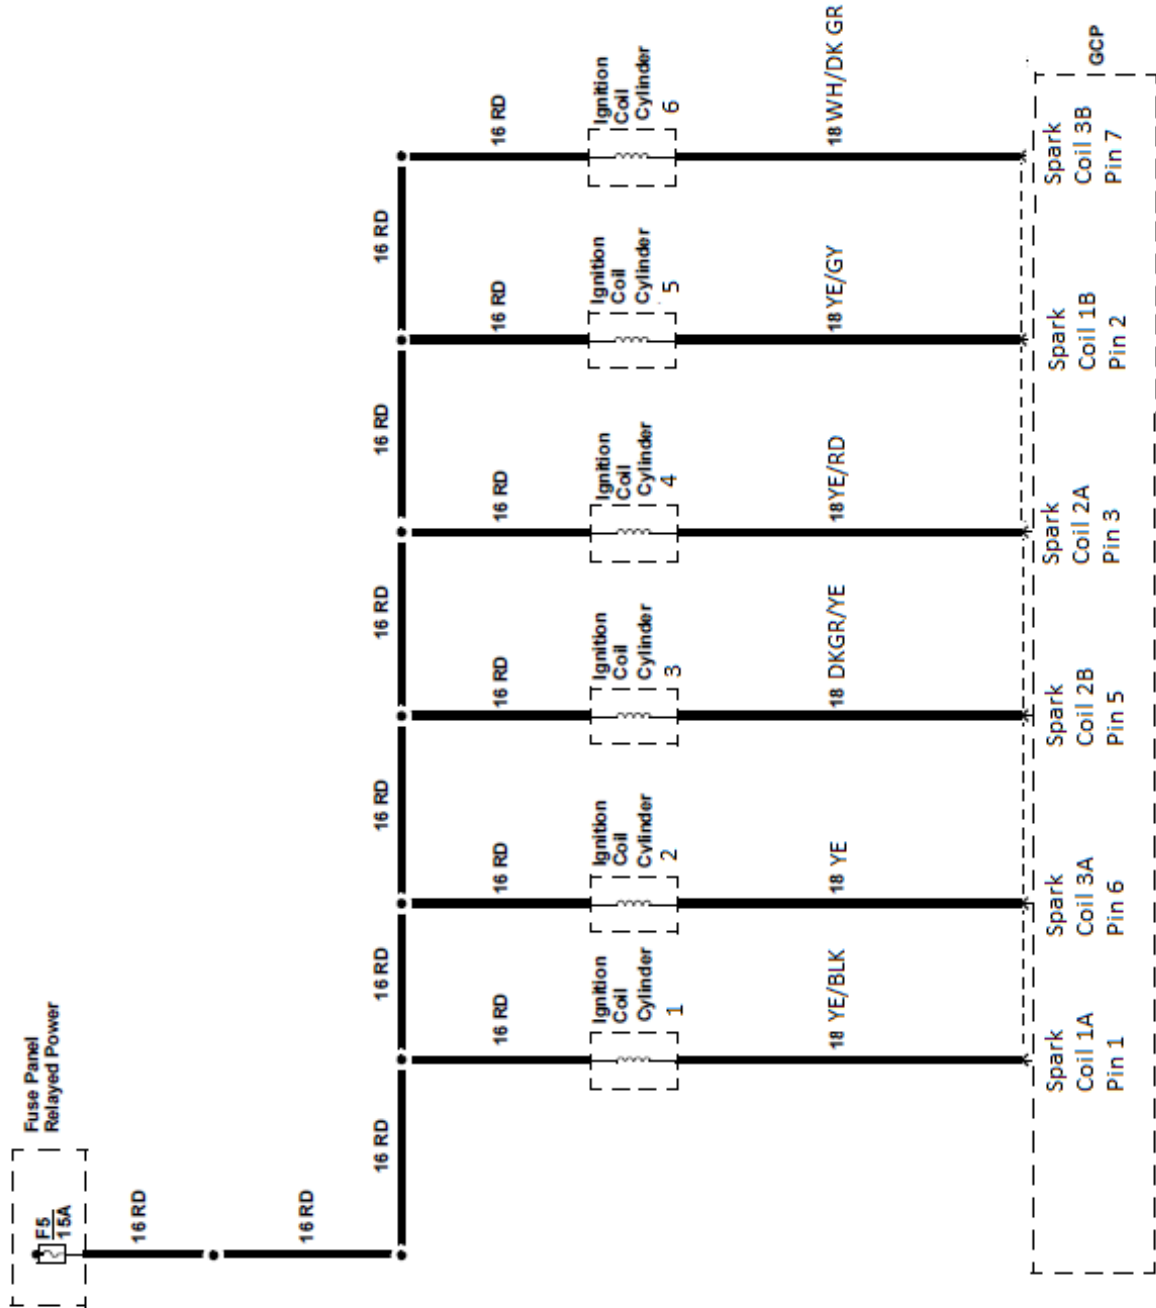 Fuse Panel
Relayed Power
F5
15A
16 RD
16 RD
16 RD
16 RD
16 RD
16 RD
16 RD
16 RD
16 RD
16 RD
16 RD
16 RD
16 RD
16 RD
Ignition
Coil
Cylinder
1
Ignition
Coil
Cylinder
2
Ignition
Coil
Cylinder
3
Ignition
Coil
Cylinder
4
Ignition
Coil
Cylinder
5
Ignition
Coil
Cylinder
6
18 YE/BLK
18 YE
18 DKGR/YE
18YE/RD
18 YE/GY
18 WH/DK GR
Spark
Coil 1A
Pin 1
Spark
Coil 3A
Pin 6
Spark
Coil 2B
Pin 5
Spark
Coil 2A
Pin 3
Spark
Coil 1B
Pin 2
Spark
Coil 3B
Pin 7
GCP